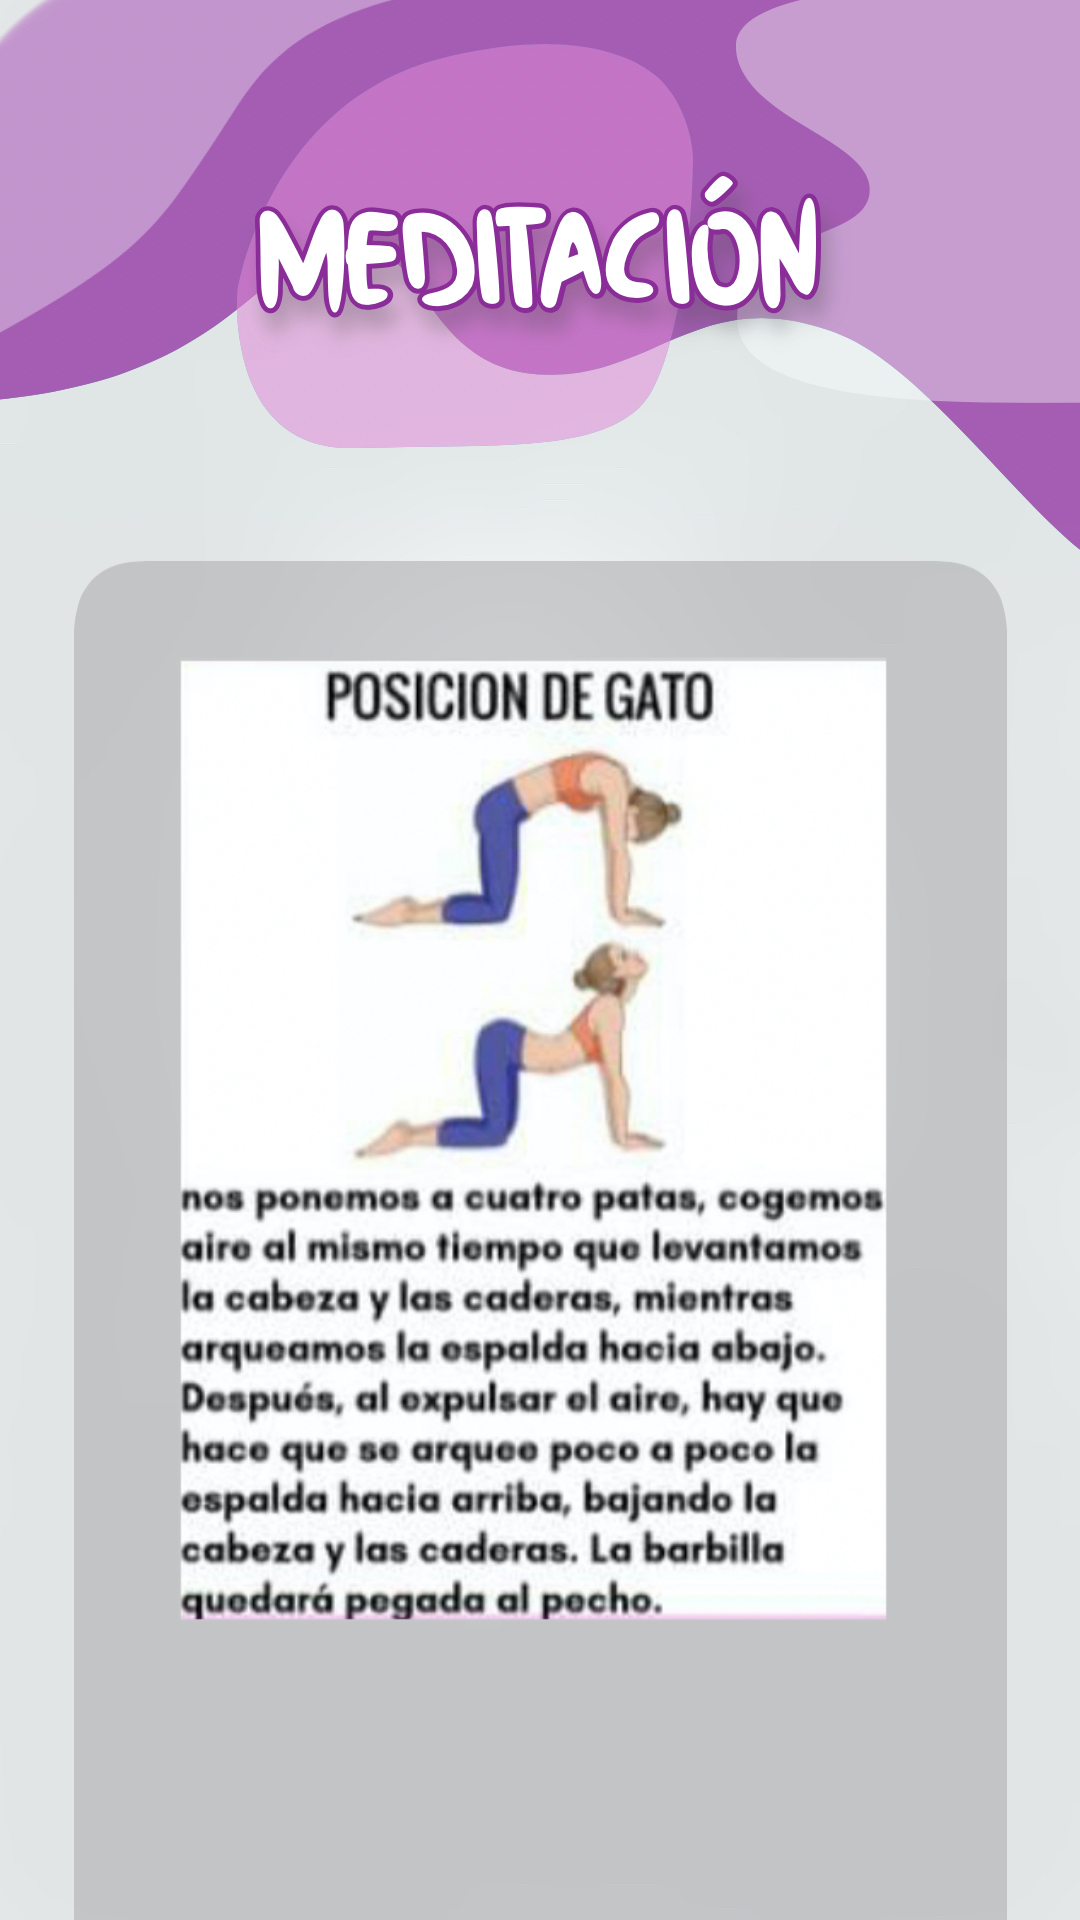 MEDITACIÓN
POSICION DE GATO
nos ponemos a cuatro patas, cogemos
aire al mismo tiempo que levantamos
la cabeza y las caderas, mientras
arqueamos la espalda hacia abajo.
Después, al expulsar el aire, hay que
hace que se arquee poco a poco la
espalda hacia arriba, bajando la
cabeza y las caderas. La barbilla
quedará pegada al pecho.